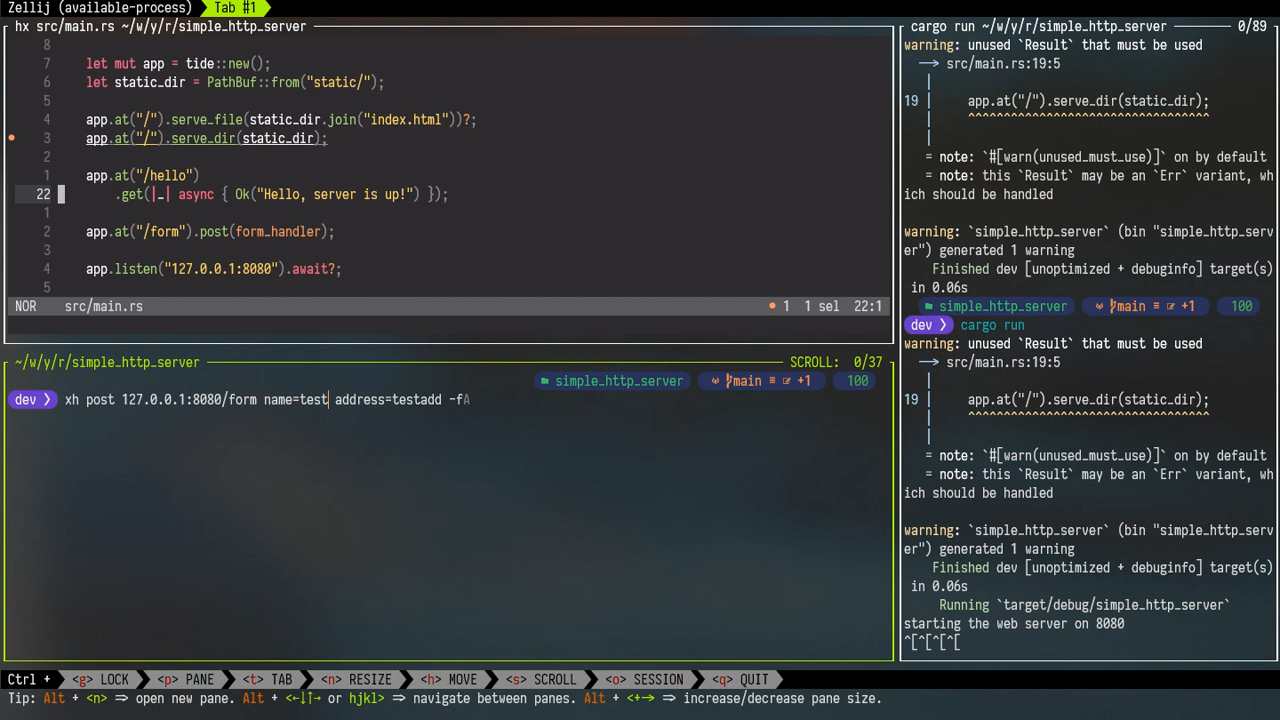 Zellij (available-process) Tab #1
hx src/main.rs ~/w/y/r/simple_http_server
8
7 let mut app = tide::new();
6 let static_dir = PathBuf::from("static/");
5
4 app.at("/").serve_file(static_dir.join("index.html"))?;
3 app.at("/").serve_dir(static_dir);
2
1 app.at("/hello")
22 .get(|_| async { Ok("Hello, server is up!") });
1
2 app.at("/form").post(form_handler);
3
4 app.listen("127.0.0.1:8080").await?;
5
NOR src/main.rs ● 1 1 sel 22:1
~/w/y/r/simple_http_server SCROLL: 0/37
simple_http_server main ≡ +1 100
dev ❯ xh post 127.0.0.1:8080/form name=test address=testadd -fA
cargo run ~/w/y/r/simple_http_server 0/89
warning: unused `Result` that must be used
--> src/main.rs:19:5
|
19 | app.at("/").serve_dir(static_dir);
| ^^^^^^^^^^^^^^^^^^^^^^^^^^^^^^^^^^
|
= note: `#[warn(unused_must_use)]` on by default
= note: this `Result` may be an `Err` variant, wh
ich should be handled
warning: `simple_http_server` (bin "simple_http_serv
er") generated 1 warning
Finished dev [unoptimized + debuginfo] target(s)
in 0.06s
simple_http_server main ≡ +1 100
dev ❯ cargo run
warning: unused `Result` that must be used
--> src/main.rs:19:5
|
19 | app.at("/").serve_dir(static_dir);
| ^^^^^^^^^^^^^^^^^^^^^^^^^^^^^^^^^^
|
= note: `#[warn(unused_must_use)]` on by default
= note: this `Result` may be an `Err` variant, wh
ich should be handled
warning: `simple_http_server` (bin "simple_http_serv
er") generated 1 warning
Finished dev [unoptimized + debuginfo] target(s)
in 0.06s
Running `target/debug/simple_http_server`
starting the web server on 8080
^[^[^[^[
Ctrl + <g> LOCK <p> PANE <t> TAB <n> RESIZE <h> MOVE <s> SCROLL <o> SESSION <q> QUIT
Tip: Alt + <n> => open new pane. Alt + <←↓↑→ or hjkl> => navigate between panes. Alt + <+-> => increase/decrease pane size.